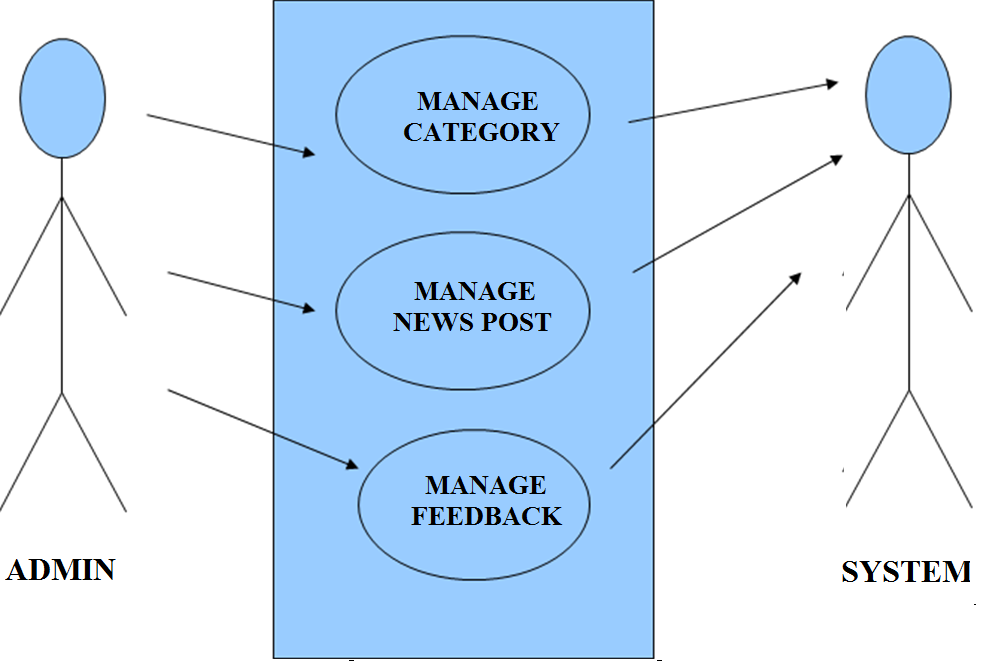 MANAGE
CATEGORY
MANAGE
NEWS POST
MANAGE
FEEDBACK
ADMIN
SYSTEM